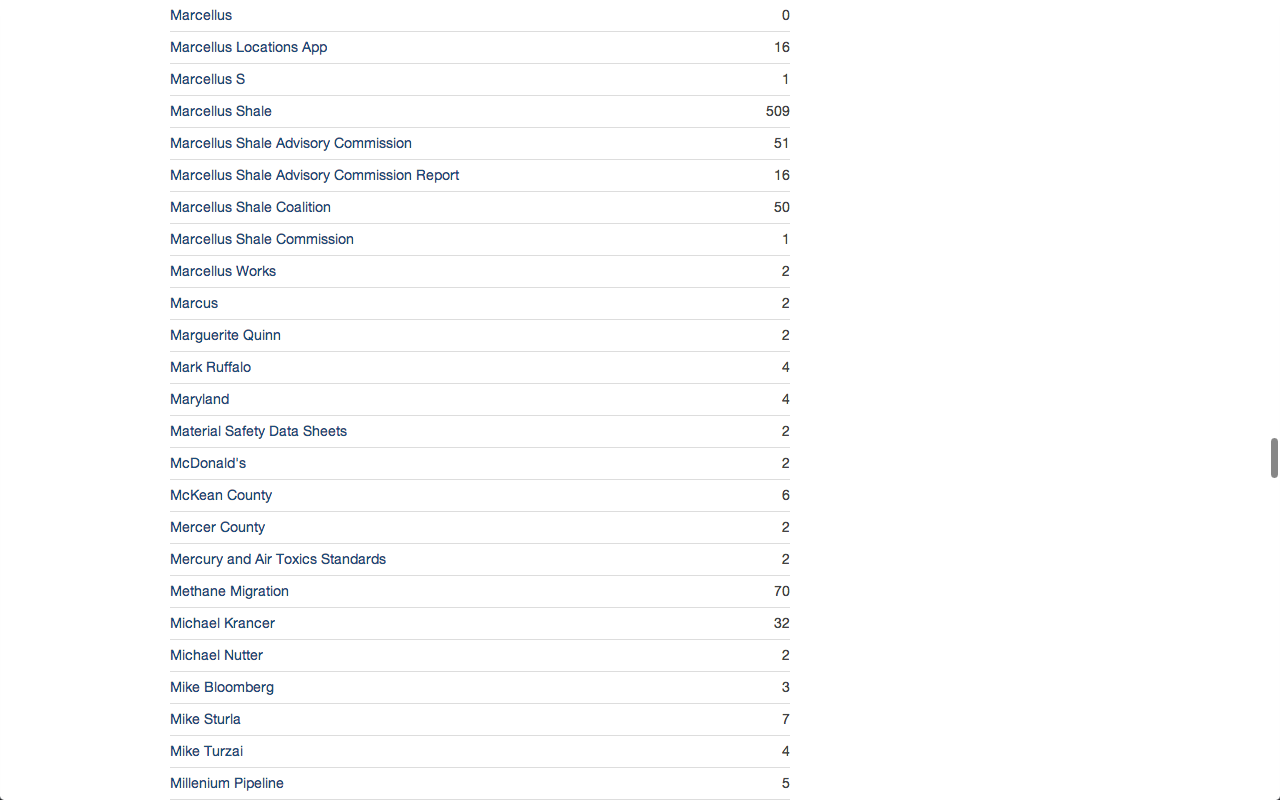 Marcellus 0
Marcellus Locations App 16
Marcellus S 1
Marcellus Shale 509
Marcellus Shale Advisory Commission 51
Marcellus Shale Advisory Commission Report 16
Marcellus Shale Coalition 50
Marcellus Shale Commission 1
Marcellus Works 2
Marcus 2
Marguerite Quinn 2
Mark Ruffalo 4
Maryland 4
Material Safety Data Sheets 2
McDonald's 2
McKean County 6
Mercer County 2
Mercury and Air Toxics Standards 2
Methane Migration 70
Michael Krancer 32
Michael Nutter 2
Mike Bloomberg 3
Mike Sturla 7
Mike Turzai 4
Millenium Pipeline 5